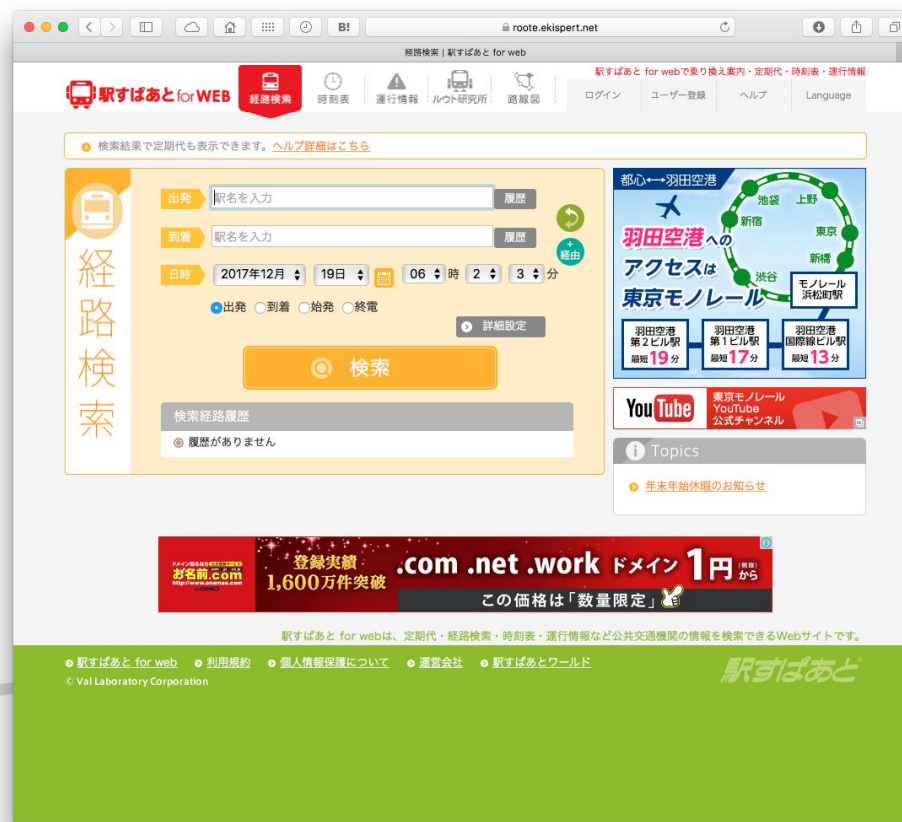 B!
roote.ekispert.net
経路検索 | 駅すぱあと for web
駅すぱあと for webで乗り換え案内・定期代・時刻表・運行情報
駅すぱあと for WEB
経路検索
時刻表
運行情報
ルウト研究所
路線図
ログイン
ユーザー登録
ヘルプ
Language
検索結果で定期代も表示できます。ヘルプ詳細はこちら
経路検索
出発 駅名を入力 履歴
到着 駅名を入力 履歴
+
経由
日時 2017年12月 19日 06 時 2 3 分
出発 到着 始発 終電
詳細設定
検索
検索経路履歴
履歴がありません
都心⟷羽田空港
池袋
上野
新宿
東京
新橋
渋谷
羽田空港への
アクセスは
東京モノレール
モノレール
浜松町駅
羽田空港
第2ビル駅
最短19分
羽田空港
第1ビル駅
最短17分
羽田空港
国際線ビル駅
最短13分
YouTube
東京モノレール
YouTube
公式チャンネル
Topics
年末年始休暇のお知らせ
ドメイン取るなら
お名前.com
http://www.onamae.com
登録実績
1,600万件突破
.com .net .work ドメイン 1円(税抜)から
この価格は「数量限定」
駅すぱあと for webは、定期代・経路検索・時刻表・運行情報など公共交通機関の情報を検索できるWebサイトです。
駅すぱあと for web 利用規約 個人情報保護について 運営会社 駅すぱあとワールド
© Val Laboratory Corporation
駅すぱあと